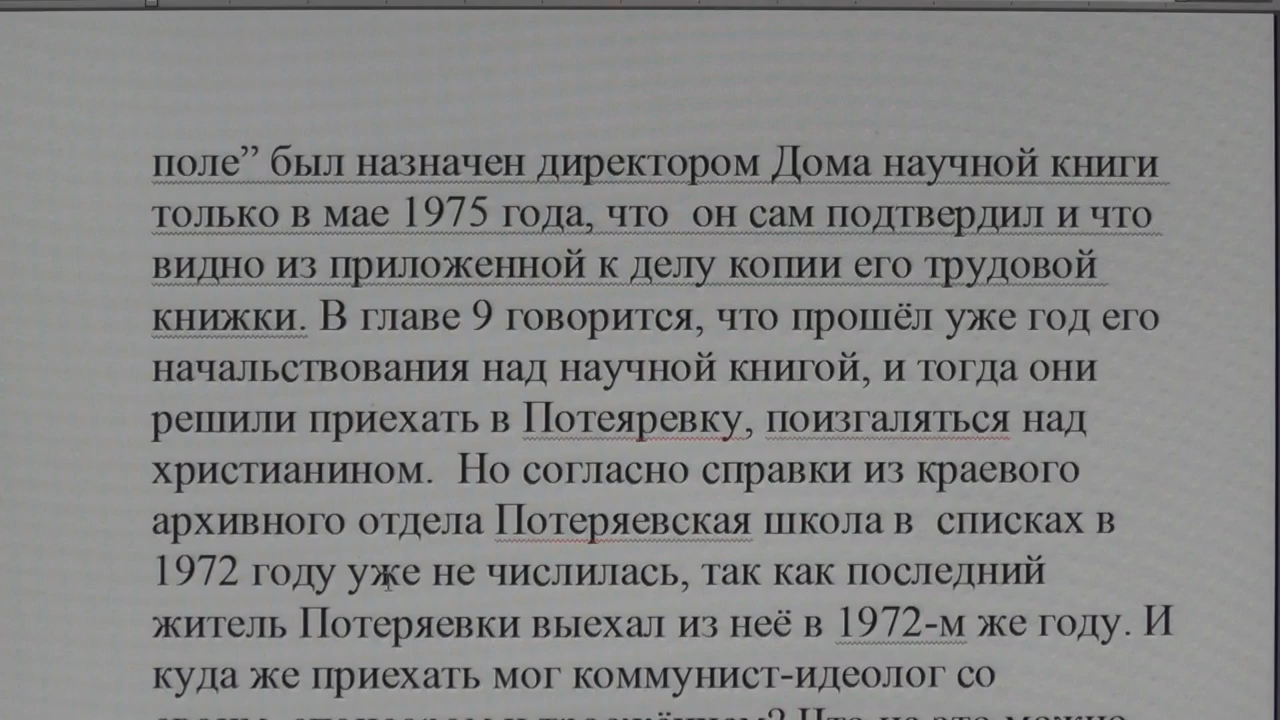 поле” был назначен директором Дома научной книги
только в мае 1975 года, что он сам подтвердил и что
видно из приложенной к делу копии его трудовой
книжки. В главе 9 говорится, что прошёл уже год его
начальствования над научной книгой, и тогда они
решили приехать в Потеяревку, поизгаляться над
христианином. Но согласно справки из краевого
архивного отдела Потеряевская школа в списках в
1972 году уже не числилась, так как последний
житель Потеряевки выехал из неё в 1972-м же году. И
куда же приехать мог коммунист-идеолог со